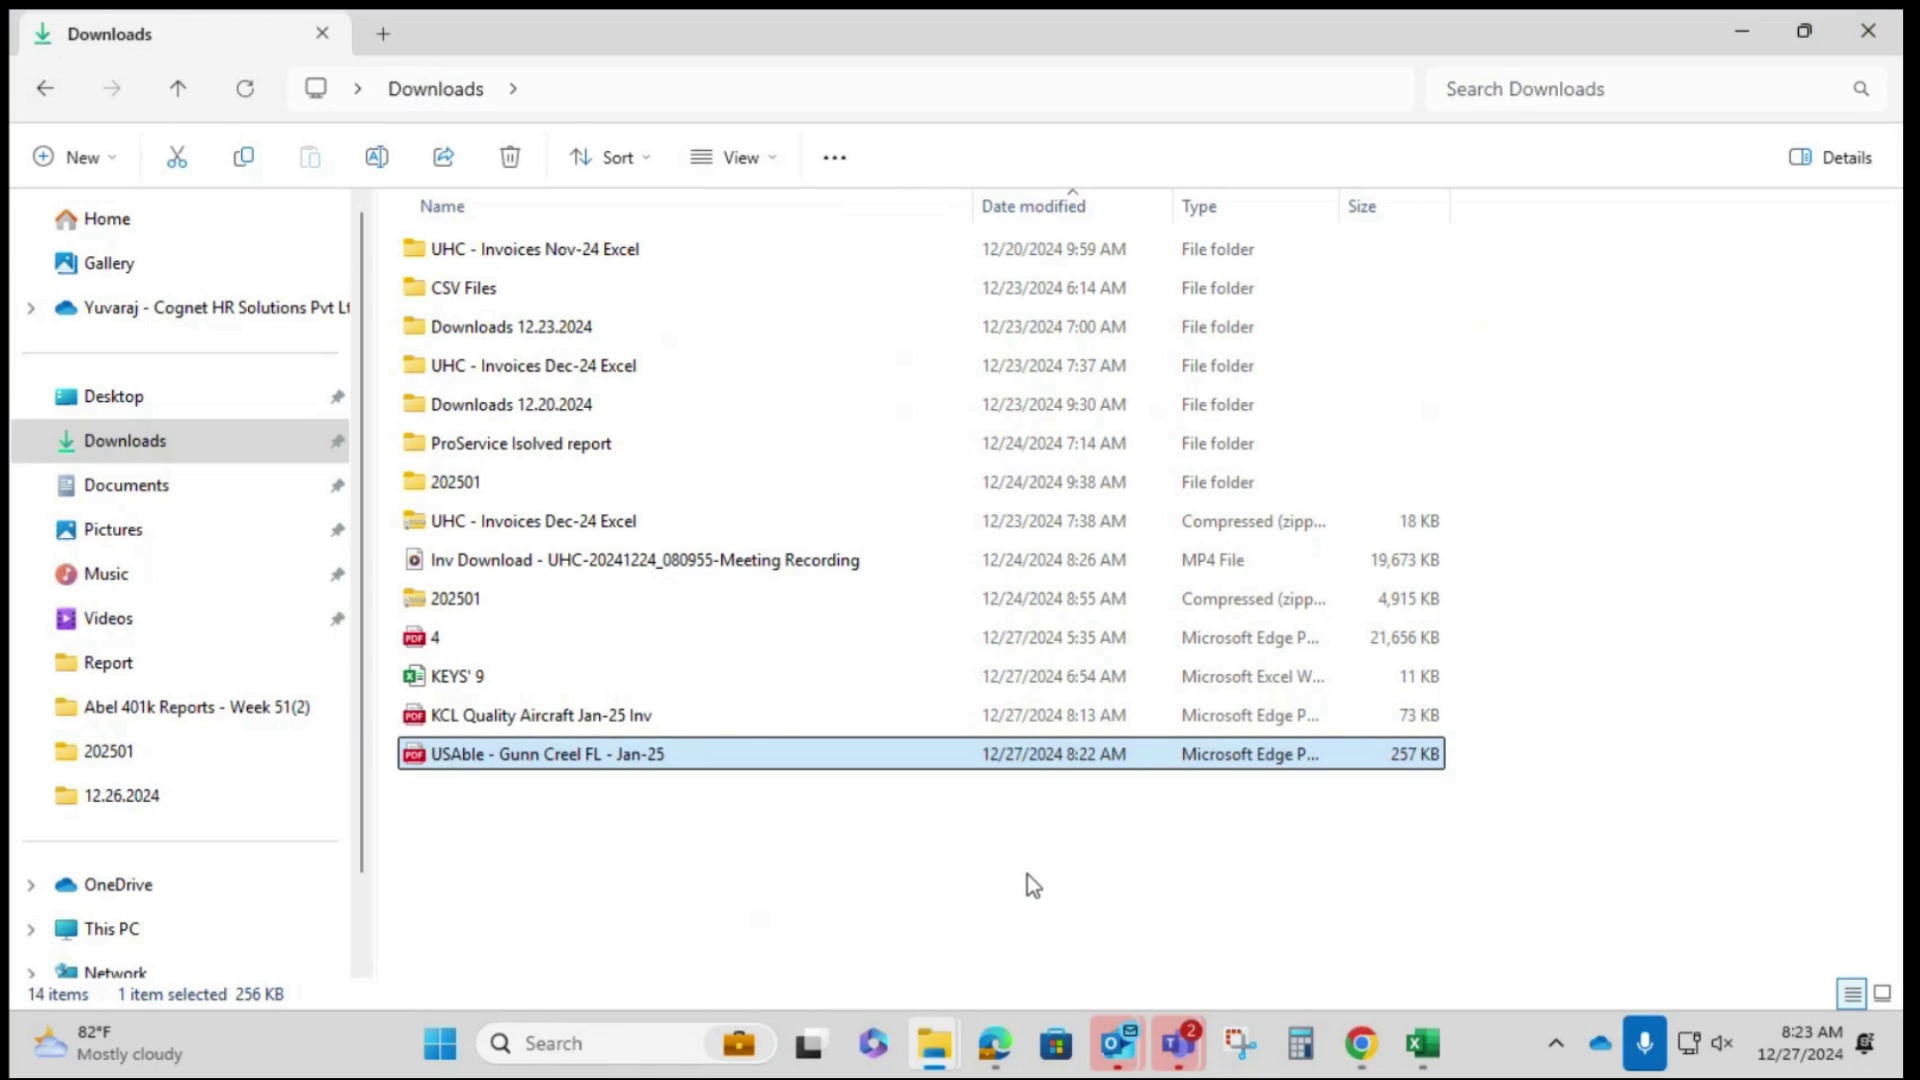 Downloads
Downloads
Search Downloads
New
Sort
View
Details
Home
Gallery
Yuvaraj - Cognet HR Solutions Pvt Lt
Desktop
Downloads
Documents
Pictures
Music
Videos
Report
Abel 401k Reports - Week 51(2)
202501
12.26.2024
OneDrive
This PC
Network
Name Date modified Type Size
UHC - Invoices Nov-24 Excel 12/20/2024 9:59 AM File folder
CSV Files 12/23/2024 6:14 AM File folder
Downloads 12.23.2024 12/23/2024 7:00 AM File folder
UHC - Invoices Dec-24 Excel 12/23/2024 7:37 AM File folder
Downloads 12.20.2024 12/23/2024 9:30 AM File folder
ProService Isolved report 12/24/2024 7:14 AM File folder
202501 12/24/2024 9:38 AM File folder
UHC - Invoices Dec-24 Excel 12/23/2024 7:38 AM Compressed (zipp... 18 KB
Inv Download - UHC-20241224_080955-Meeting Recording 12/24/2024 8:26 AM MP4 File 19,673 KB
202501 12/24/2024 8:55 AM Compressed (zipp... 4,915 KB
PDF 4 12/27/2024 5:35 AM Microsoft Edge P... 21,656 KB
KEYS' 9 12/27/2024 6:54 AM Microsoft Excel W... 11 KB
PDF KCL Quality Aircraft Jan-25 Inv 12/27/2024 8:13 AM Microsoft Edge P... 73 KB
PDF USAble - Gunn Creel FL - Jan-25 12/27/2024 8:22 AM Microsoft Edge P... 257 KB
14 items 1 item selected 256 KB
82°F
Mostly cloudy
Search
2
8:23 AM
12/27/2024